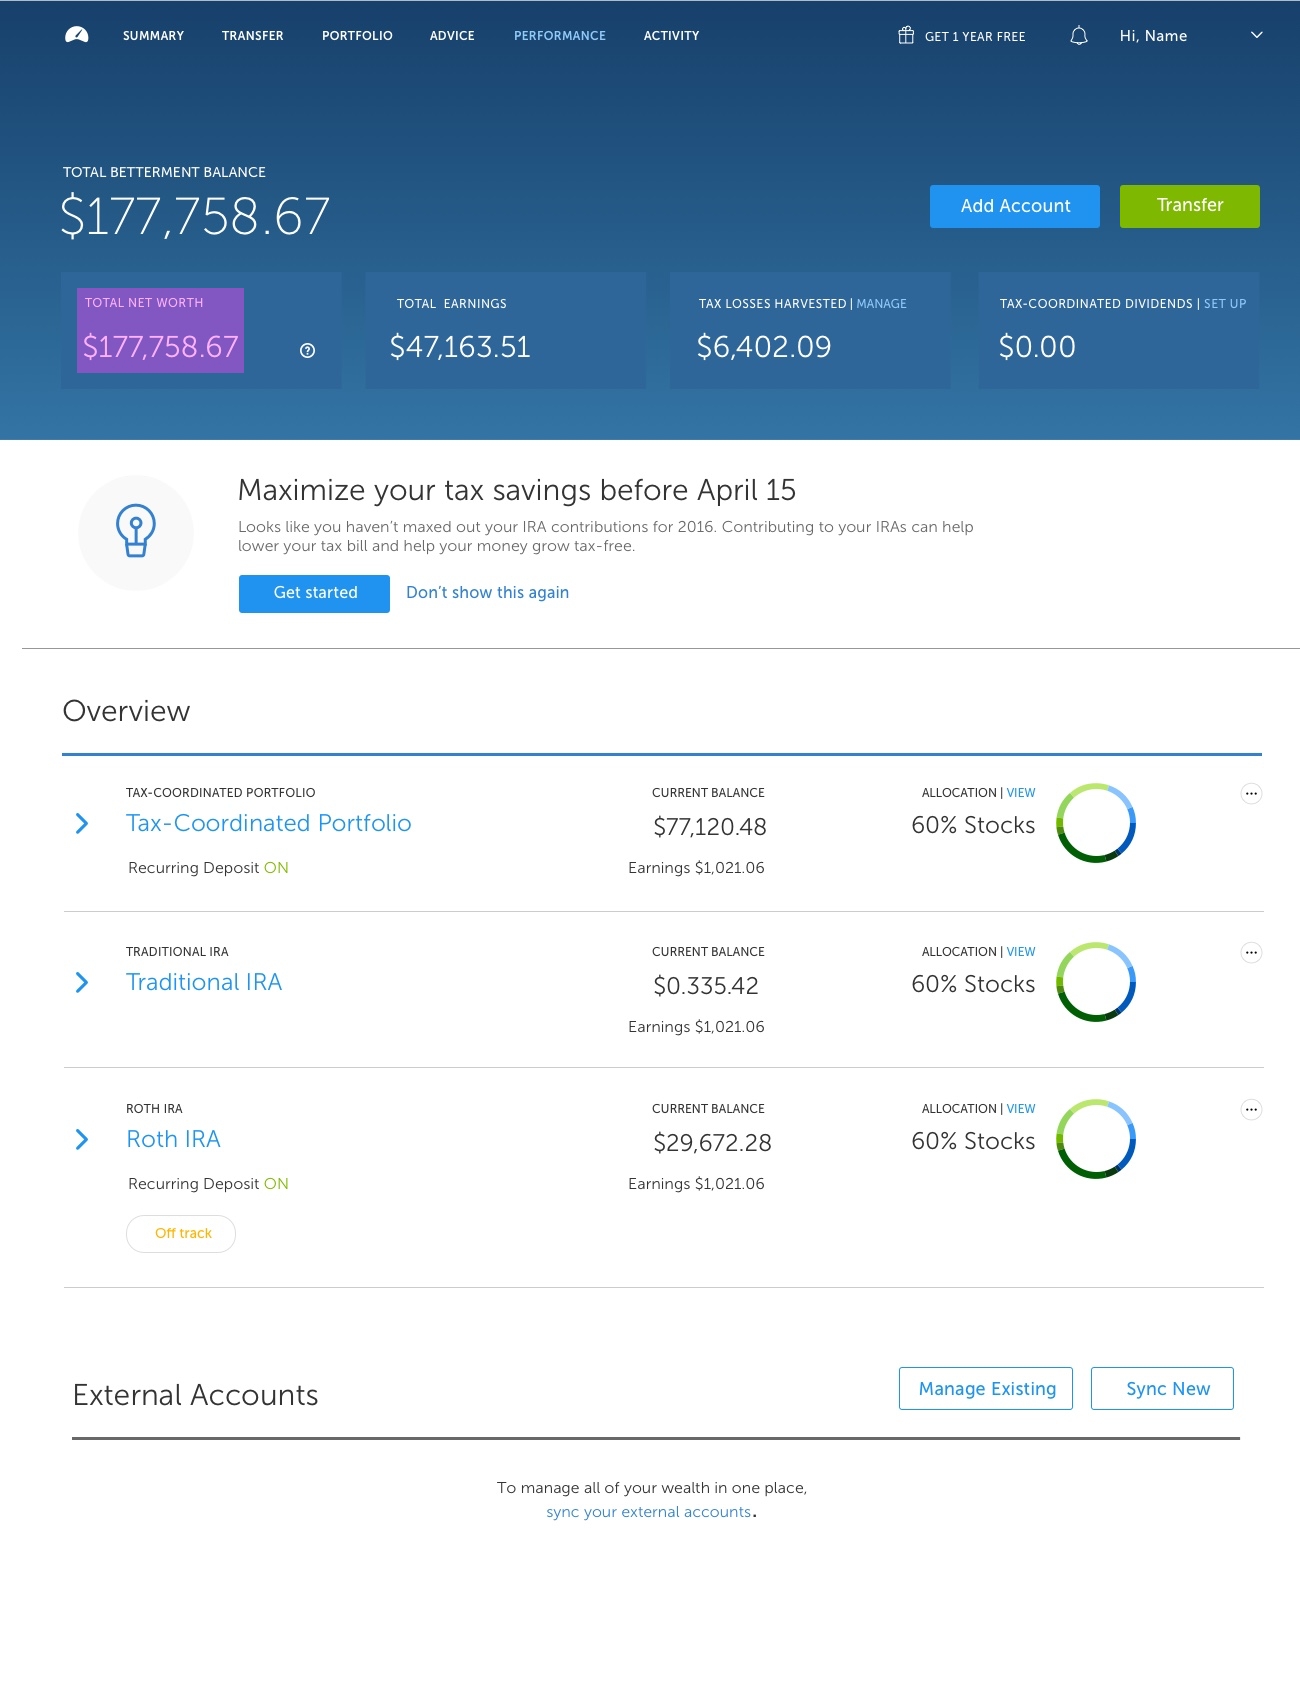 SUMMARY TRANSFER PORTFOLIO ADVICE PERFORMANCE ACTIVITY GET 1 YEAR FREE Hi, Name
TOTAL BETTERMENT BALANCE
$177,758.67
Add Account Transfer
TOTAL NET WORTH
$177,758.67
TOTAL EARNINGS
$47,163.51
TAX LOSSES HARVESTED | MANAGE
$6,402.09
TAX-COORDINATED DIVIDENDS | SET UP
$0.00
Maximize your tax savings before April 15
Looks like you haven't maxed out your IRA contributions for 2016. Contributing to your IRAs can help
lower your tax bill and help your money grow tax-free.
Get started Don't show this again
Overview
TAX-COORDINATED PORTFOLIO CURRENT BALANCE ALLOCATION | VIEW
Tax-Coordinated Portfolio $77,120.48 60% Stocks
Recurring Deposit ON Earnings $1,021.06
TRADITIONAL IRA CURRENT BALANCE ALLOCATION | VIEW
Traditional IRA $0.335.42 60% Stocks
Earnings $1,021.06
ROTH IRA CURRENT BALANCE ALLOCATION | VIEW
Roth IRA $29,672.28 60% Stocks
Recurring Deposit ON Earnings $1,021.06
Off track
External Accounts Manage Existing Sync New
To manage all of your wealth in one place,
sync your external accounts.